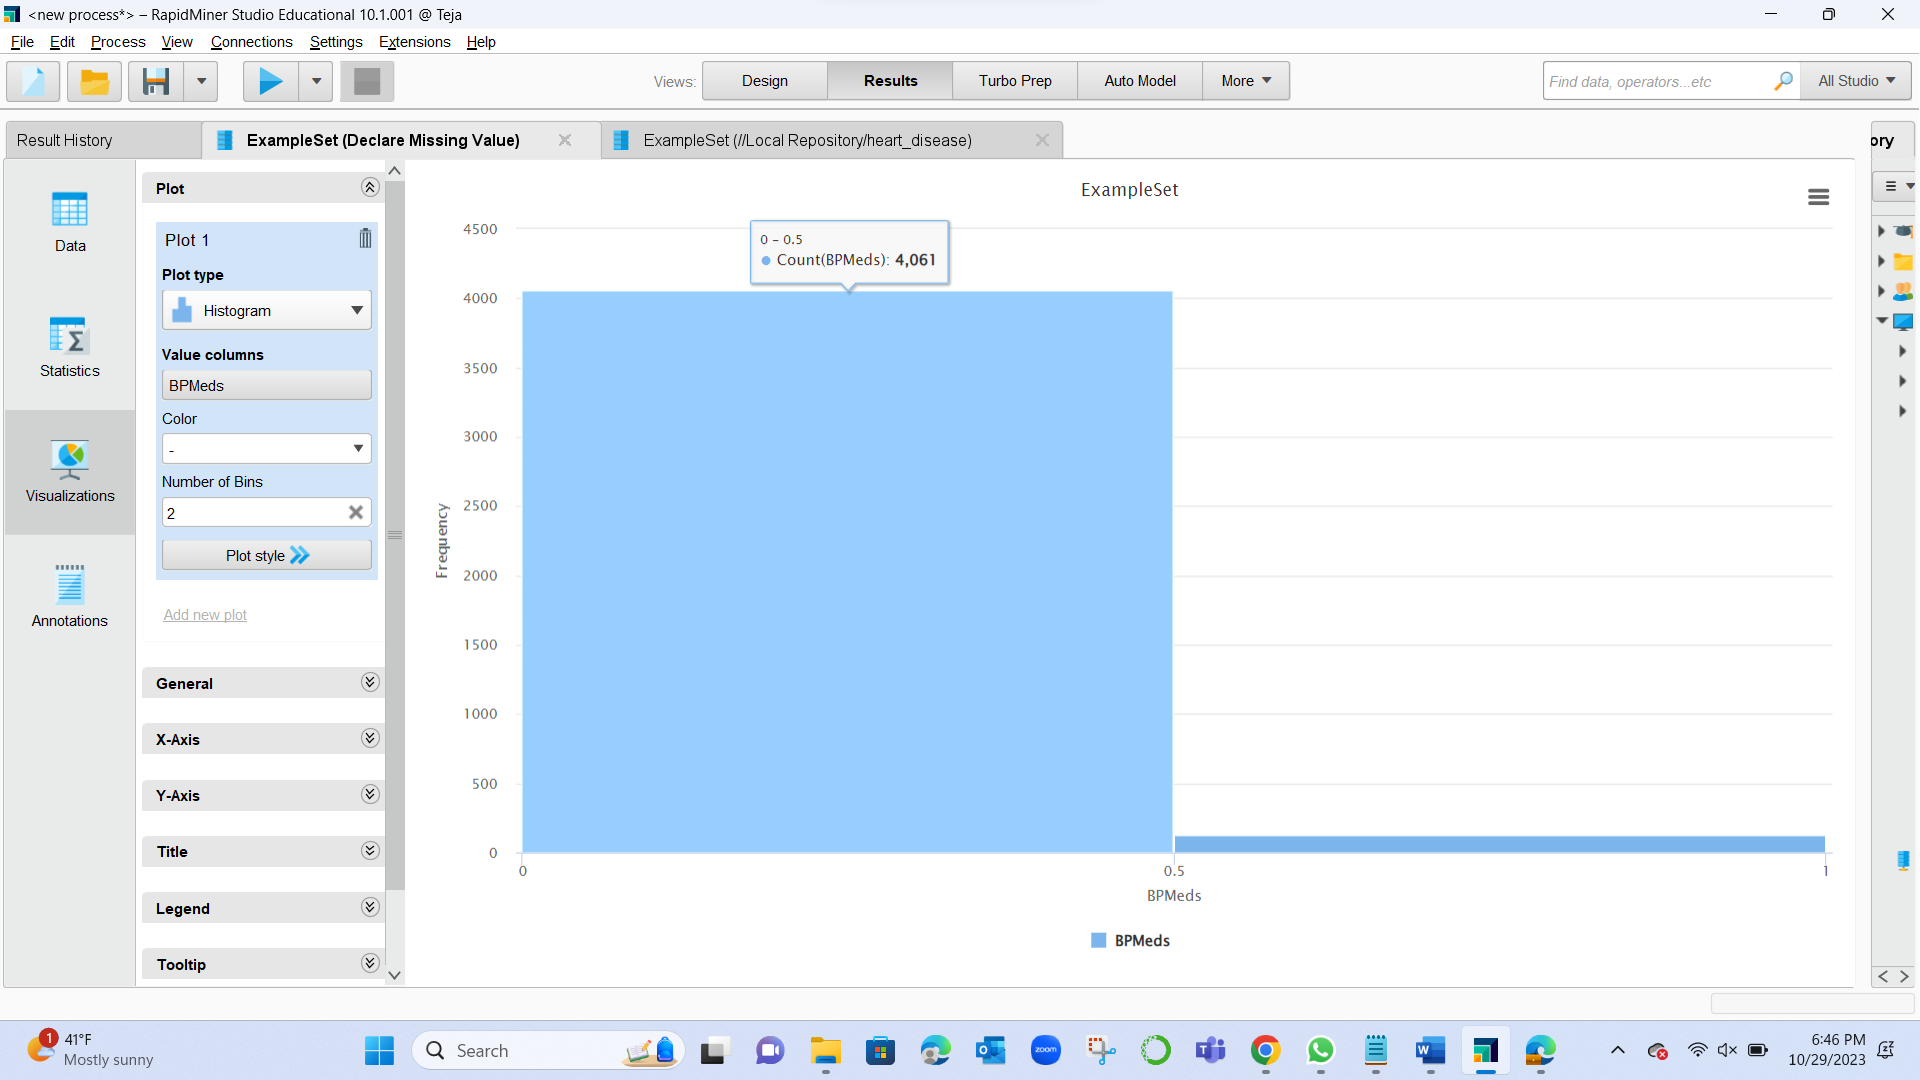 <new process*> – RapidMiner Studio Educational 10.1.001 @ Teja
File Edit Process View Connections Settings Extensions Help
Views: Design Results Turbo Prep Auto Model More Find data, operators...etc All Studio
Result History ExampleSet (Declare Missing Value) ExampleSet (//Local Repository/heart_disease) ory
Data
Statistics
Visualizations
Annotations
Plot
Plot 1
Plot type
Histogram
Value columns
BPMeds
Color
-
Number of Bins
2
Plot style
Add new plot
General
X-Axis
Y-Axis
Title
Legend
Tooltip
ExampleSet
0 – 0.5
Count(BPMeds): 4,061
Frequency
4500
4000
3500
3000
2500
2000
1500
1000
500
0
0 0.5 1
BPMeds
BPMeds
1
41°F
Mostly sunny
Search
zoom
6:46 PM
10/29/2023